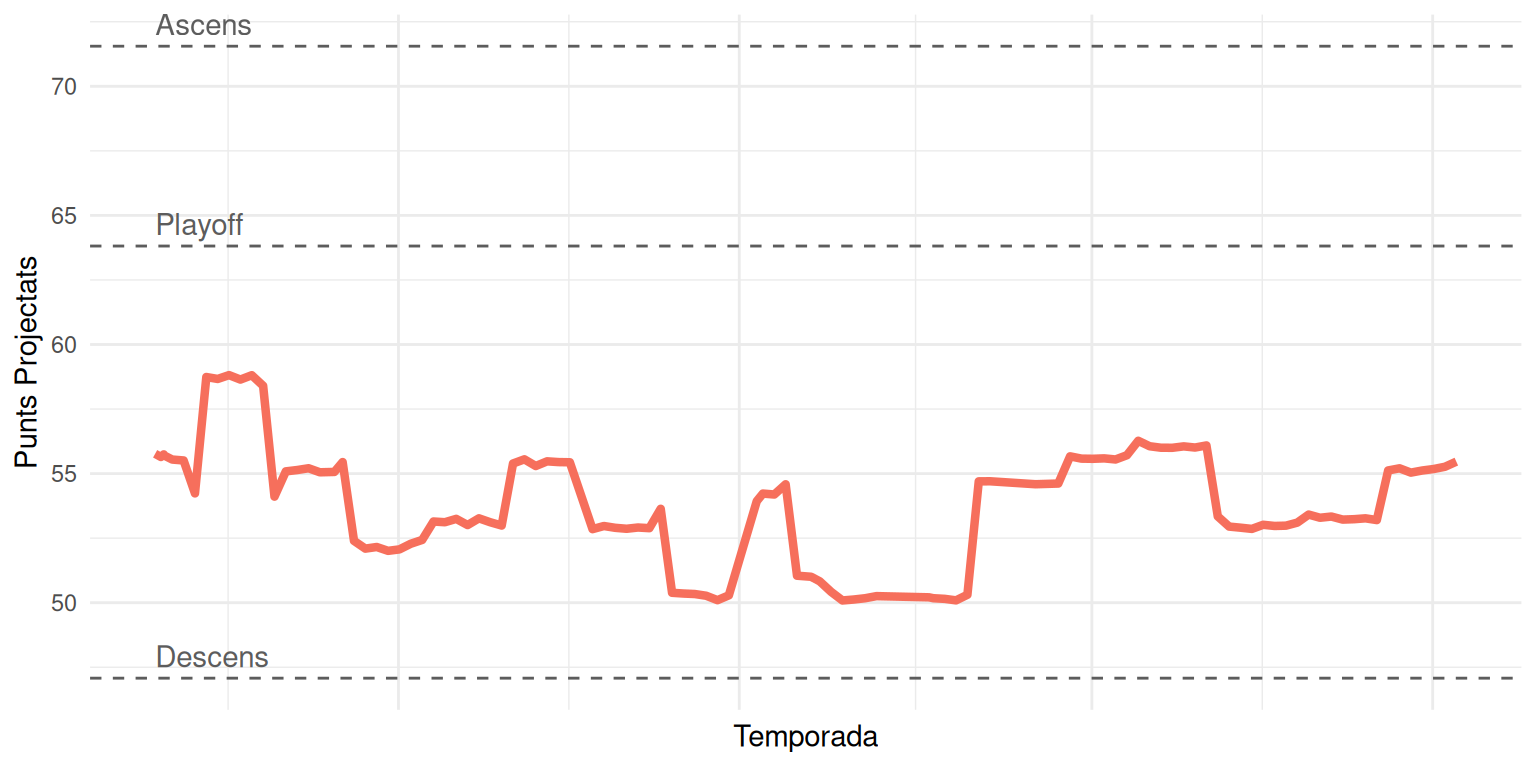 Ascens
70
Playoff
65
60
55
50
Descens
Punts Projectats
Temporada